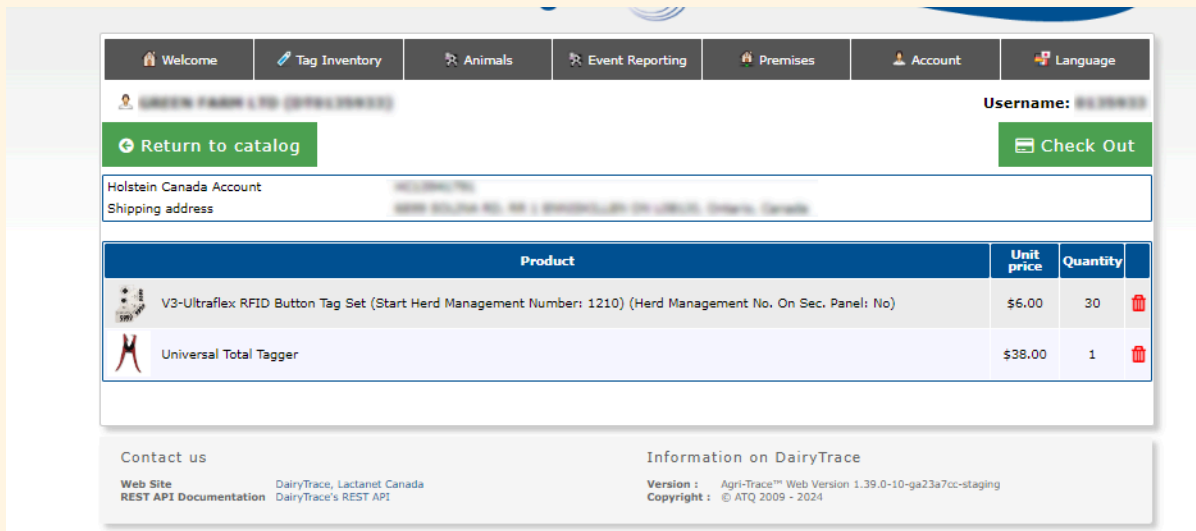 Welcome Tag Inventory Animals Event Reporting Premises Account Language
Username:
Return to catalog Check Out
Holstein Canada Account
Shipping address
Product Unit price Quantity
V3-Ultraflex RFID Button Tag Set (Start Herd Management Number: 1210) (Herd Management No. On Sec. Panel: No) $6.00 30
Universal Total Tagger $38.00 1
Contact us Information on DairyTrace
Web Site DairyTrace, Lactanet Canada Version : Agri-Trace™ Web Version 1.39.0-10-ga23a7cc-staging
REST API Documentation DairyTrace's REST API Copyright : © ATQ 2009 - 2024